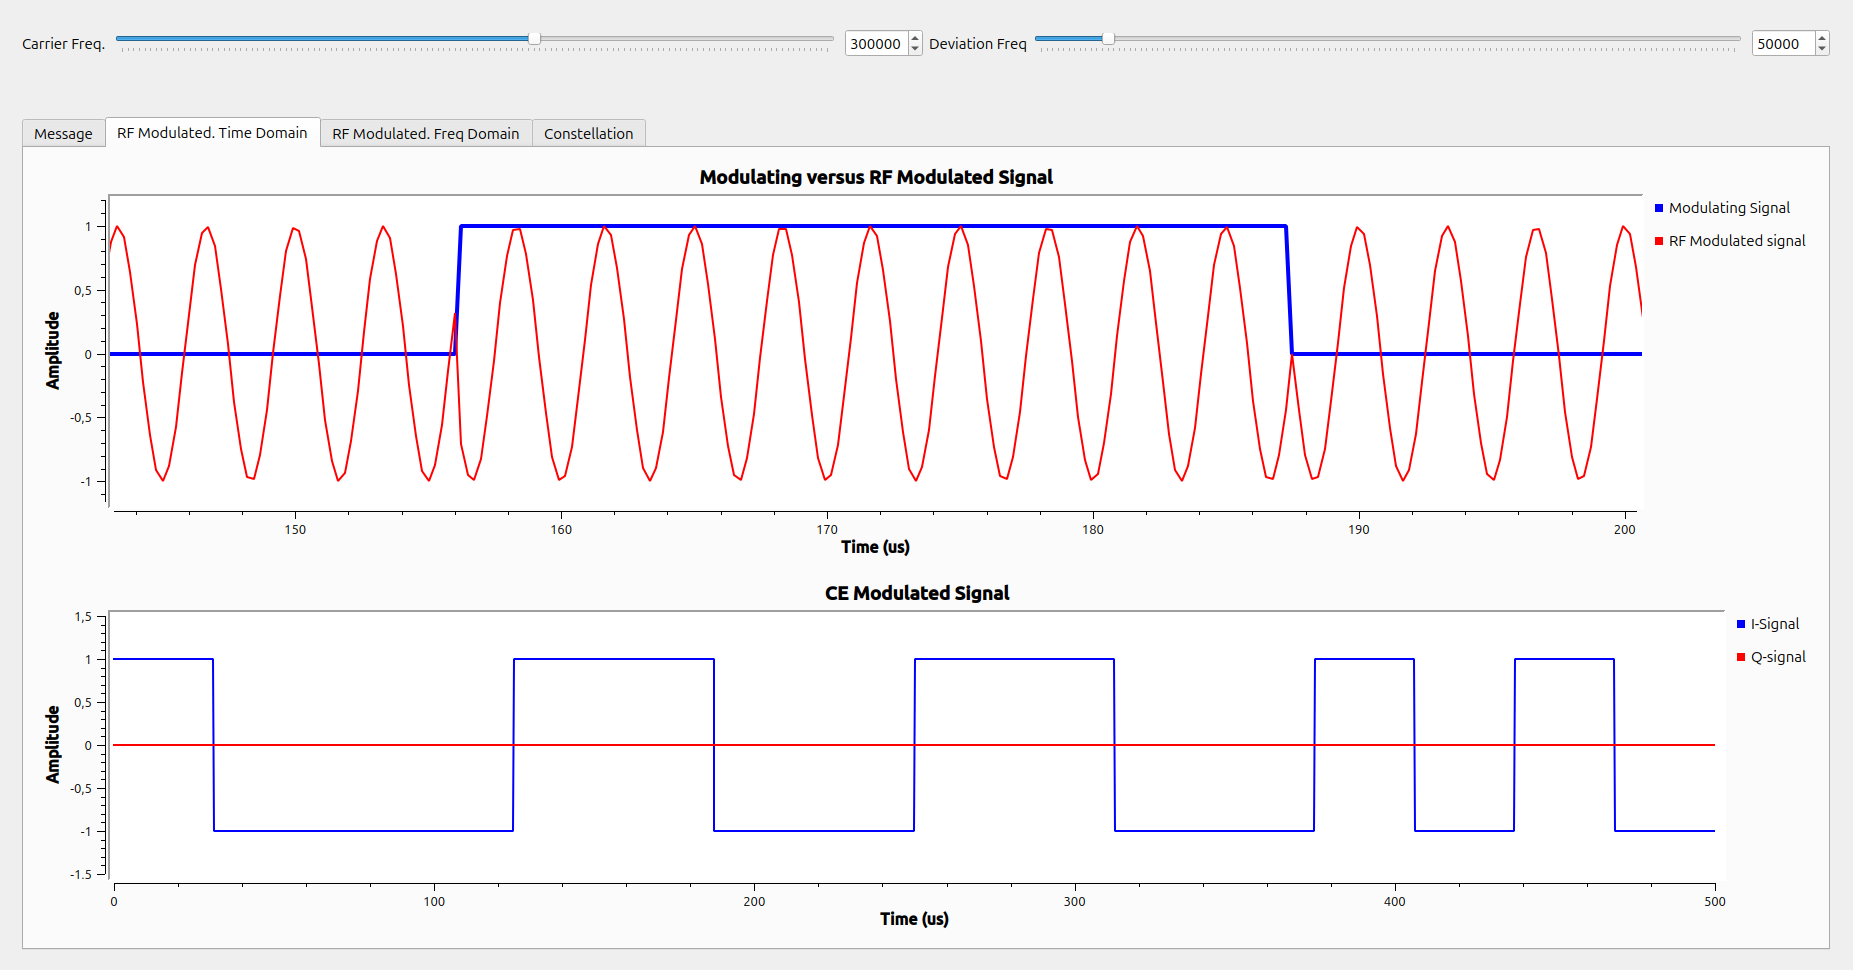 Carrier Freq. 300000 Deviation Freq 50000
Message RF Modulated. Time Domain RF Modulated. Freq Domain Constellation
Modulating versus RF Modulated Signal
Modulating Signal
RF Modulated signal
Amplitude
1
0,5
0
-0,5
-1
150 160 170 180 190 200
Time (us)
CE Modulated Signal
I-Signal
Q-signal
Amplitude
1,5
1
0,5
0
-0,5
-1
-1.5
0 100 200 300 400 500
Time (us)